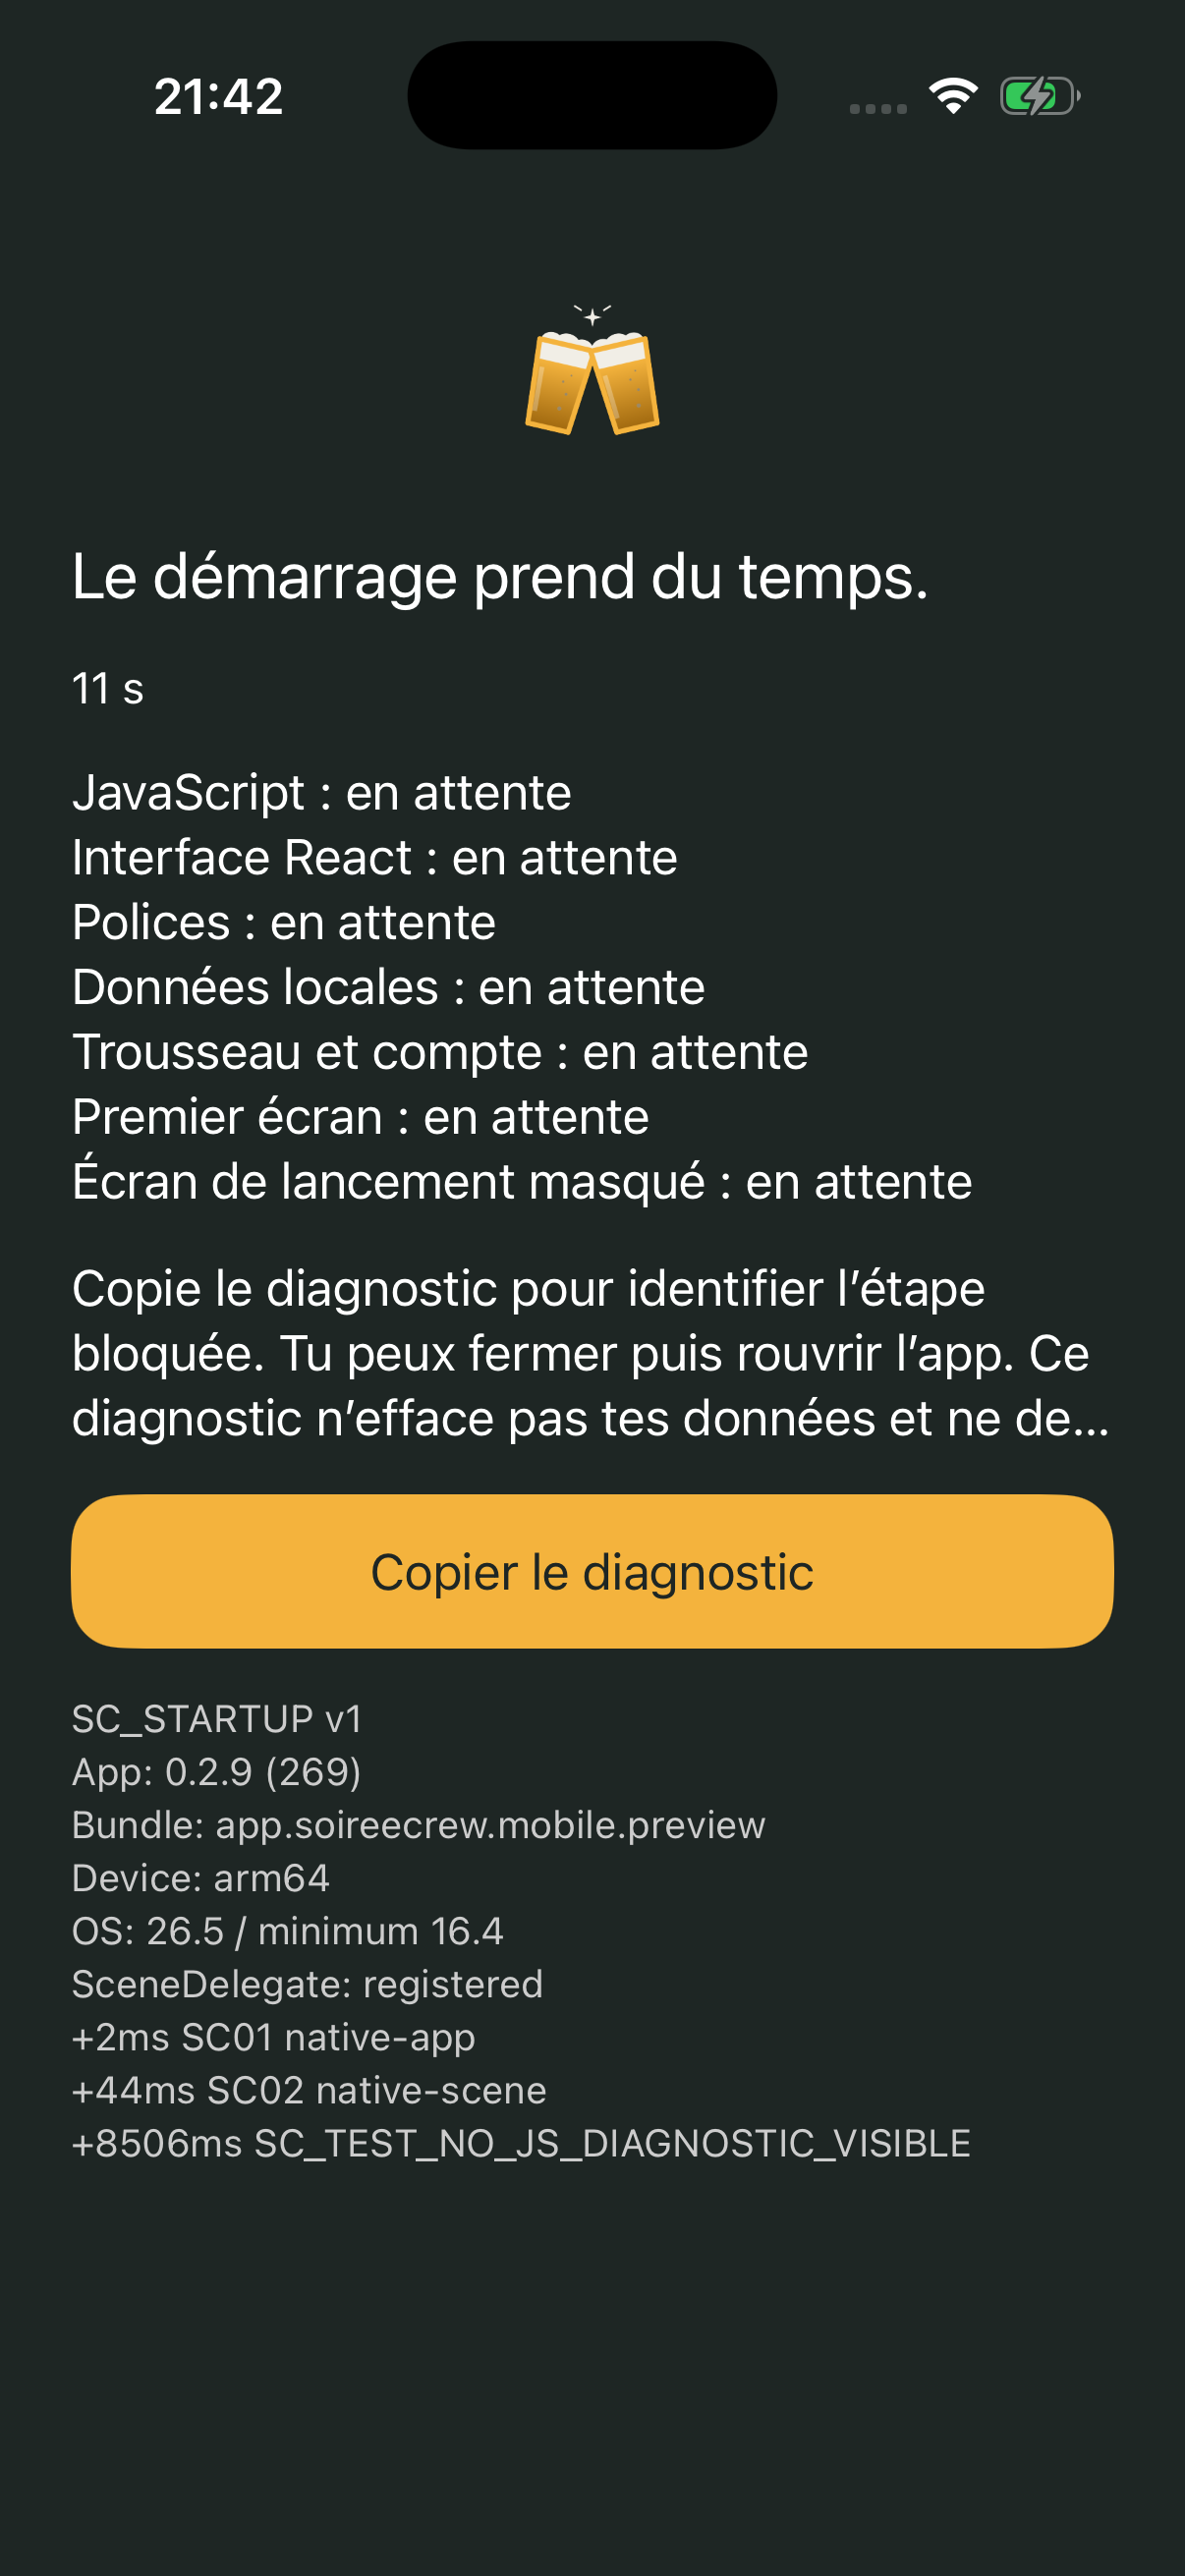 21:42
Le démarrage prend du temps.
11 s
JavaScript : en attente
Interface React : en attente
Polices : en attente
Données locales : en attente
Trousseau et compte : en attente
Premier écran : en attente
Écran de lancement masqué : en attente
Copie le diagnostic pour identifier l’étape
bloquée. Tu peux fermer puis rouvrir l’app. Ce
diagnostic n’efface pas tes données et ne de...
Copier le diagnostic
SC_STARTUP v1
App: 0.2.9 (269)
Bundle: app.soireecrew.mobile.preview
Device: arm64
OS: 26.5 / minimum 16.4
SceneDelegate: registered
+2ms SC01 native-app
+44ms SC02 native-scene
+8506ms SC_TEST_NO_JS_DIAGNOSTIC_VISIBLE